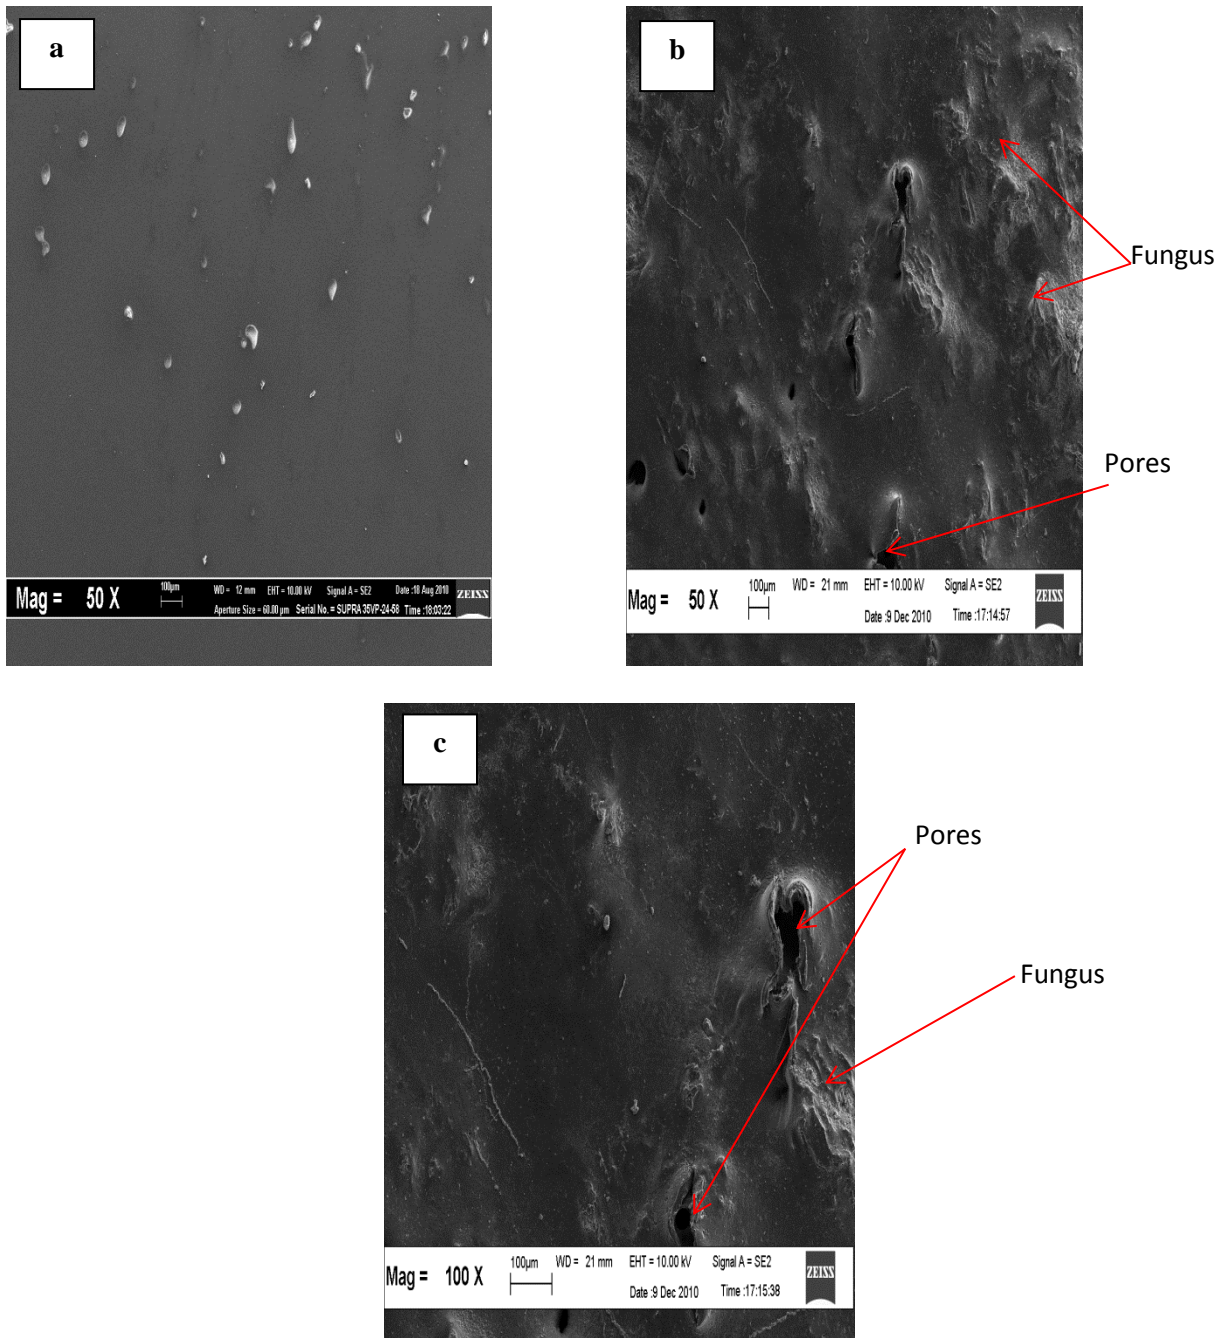 a
Mag = 50 X 100µm WD = 12 mm EHT = 10.00 kV Signal A = SE2 Date :18 Aug 2010 ZEISS
Aperture Size = 60.00 µm Serial No. = SUPRA 35VP-24-58 Time :18:03:22
b
Fungus
Pores
Mag = 50 X 100µm WD = 21 mm EHT = 10.00 kV Signal A = SE2 ZEISS
Date :9 Dec 2010 Time :17:14:57
c
Pores
Fungus
Mag = 100 X 100µm WD = 21 mm EHT = 10.00 kV Signal A = SE2 ZEISS
Date :9 Dec 2010 Time :17:15:38